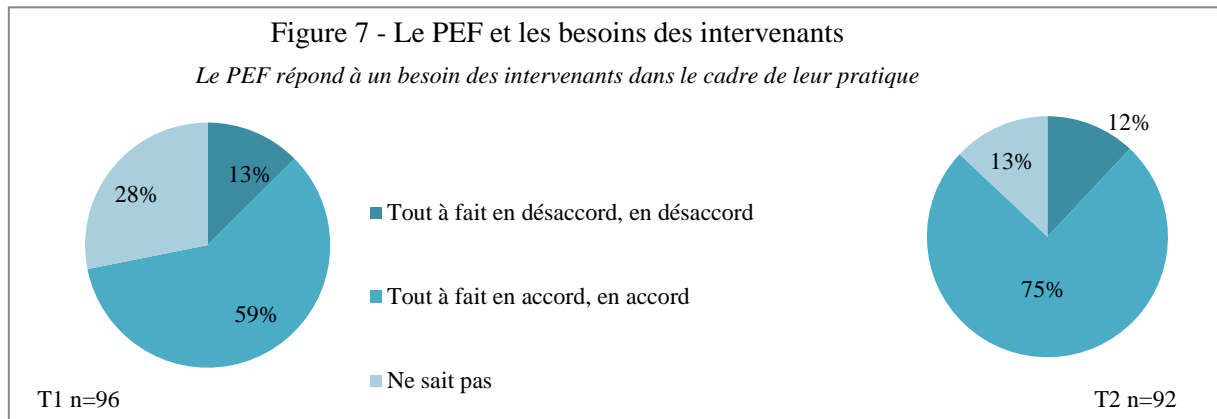 Figure 7 - Le PEF et les besoins des intervenants
Le PEF répond à un besoin des intervenants dans le cadre de leur pratique
13%
28%
59%
T1 n=96
Tout à fait en désaccord, en désaccord
Tout à fait en accord, en accord
Ne sait pas
12%
13%
75%
T2 n=92